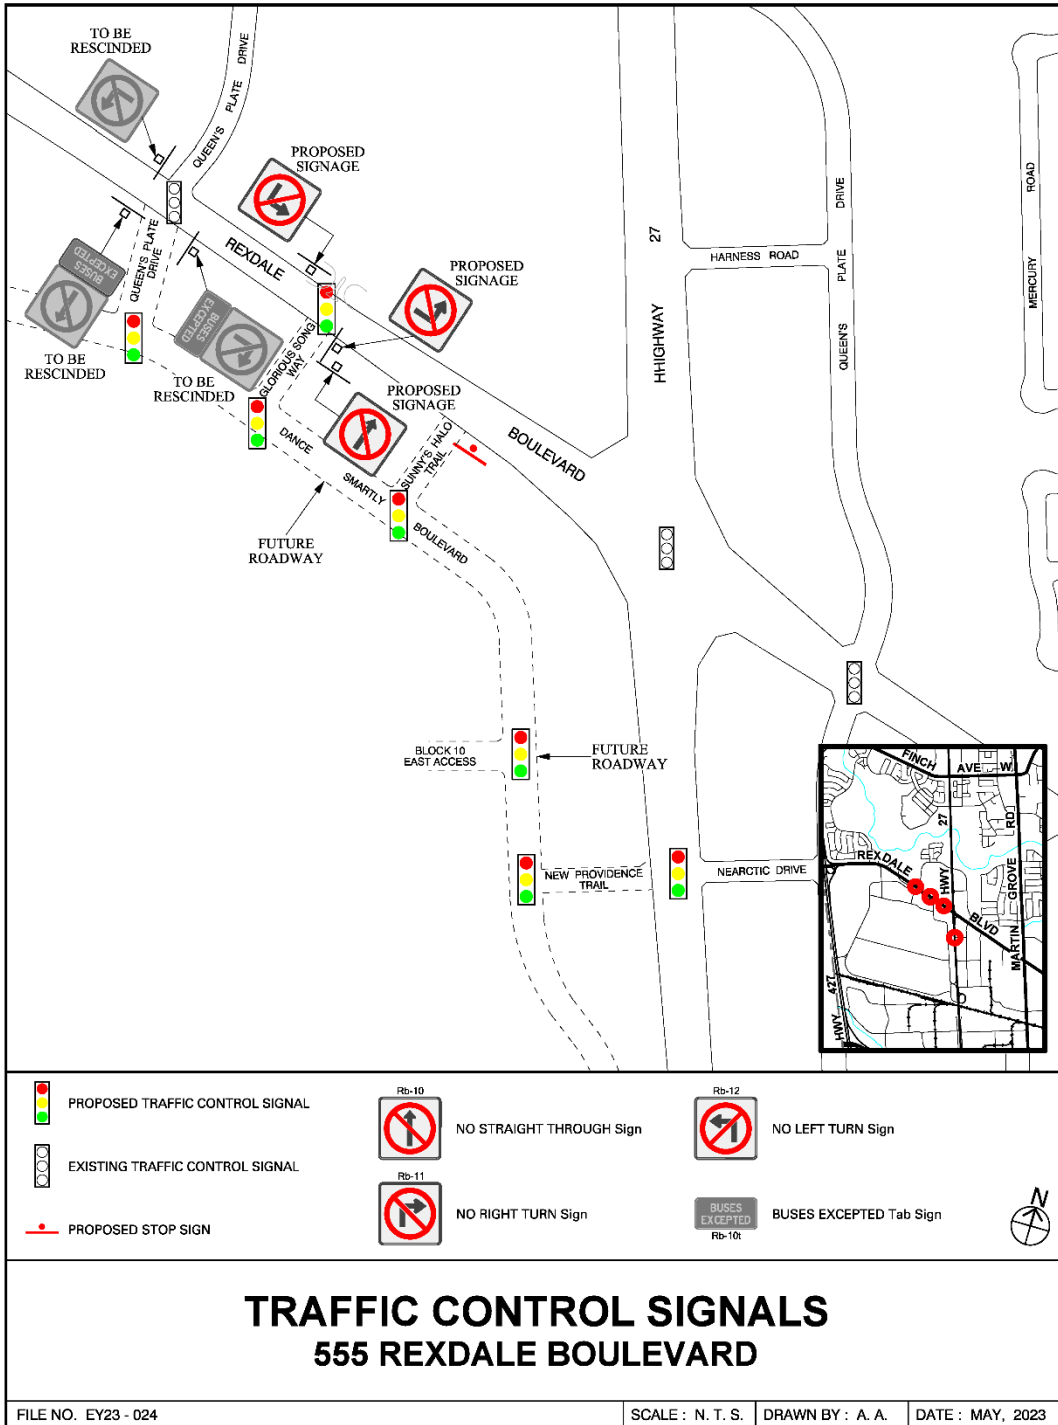 TO BE
RESCINDED
QUEEN'S PLATE DRIVE
PROPOSED
SIGNAGE
REXDALE
PROPOSED
SIGNAGE
QUEEN'S PLATE
DRIVE
BUSES
EXCEPTED
TO BE
RESCINDED
BUSES
EXCEPTED
TO BE
RESCINDED
GLORIOUS SONG
WAY
PROPOSED
SIGNAGE
DANCE
SMARTLY
BOULEVARD
SUNNY'S HALO
TRAIL
BOULEVARD
FUTURE
ROADWAY
HHIGHWAY 27
HARNESS ROAD
QUEEN'S PLATE DRIVE
MERCURY ROAD
BLOCK 10
EAST ACCESS
FUTURE
ROADWAY
NEW PROVIDENCE
TRAIL
NEARCTIC DRIVE
FINCH AVE W
REXDALE BLVD
HWY 27
MARTIN GROVE RD
HWY 427
PROPOSED TRAFFIC CONTROL SIGNAL
EXISTING TRAFFIC CONTROL SIGNAL
PROPOSED STOP SIGN
Rb-10
NO STRAIGHT THROUGH Sign
Rb-11
NO RIGHT TURN Sign
Rb-12
NO LEFT TURN Sign
BUSES
EXCEPTED
Rb-10t
BUSES EXCEPTED Tab Sign
N
TRAFFIC CONTROL SIGNALS
555 REXDALE BOULEVARD
FILE NO. EY23 - 024
SCALE : N. T. S.
DRAWN BY : A. A.
DATE : MAY, 2023